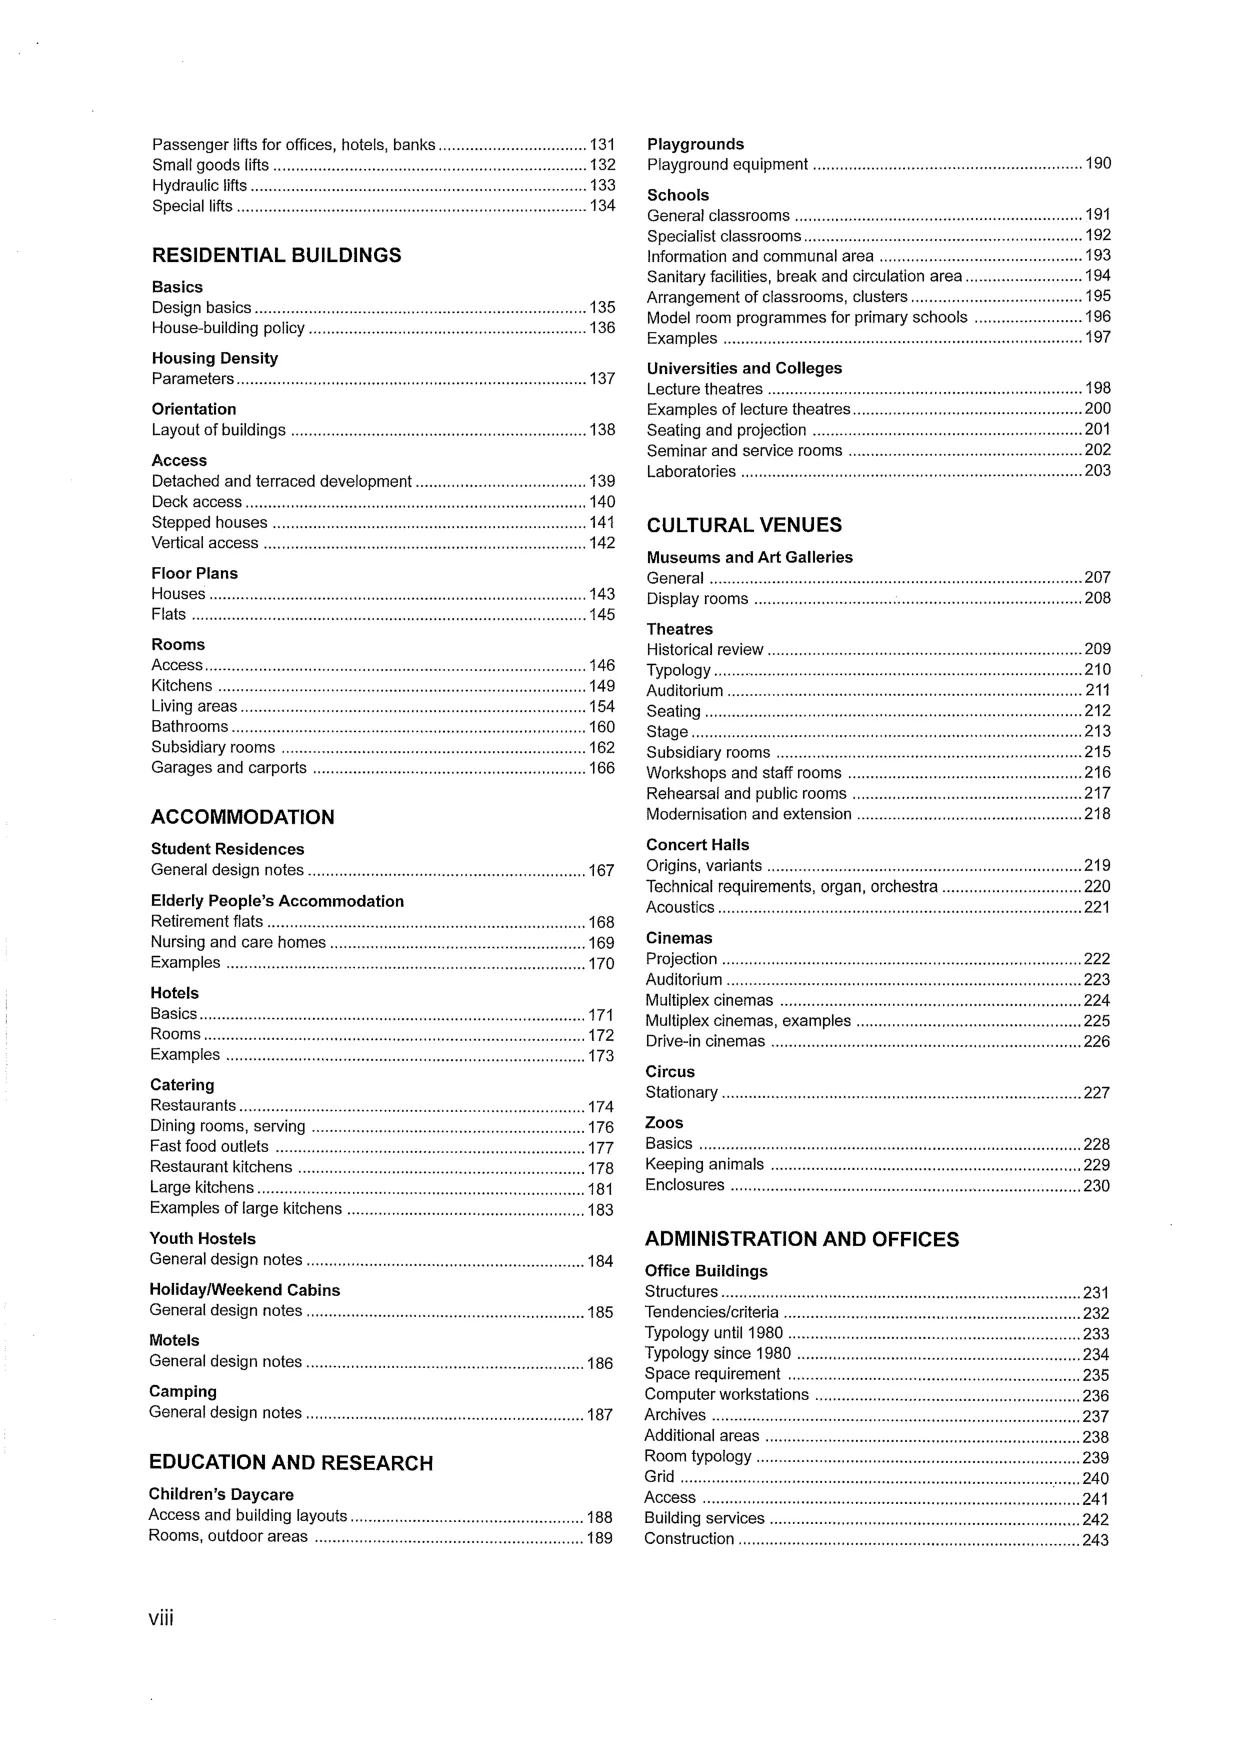 Passenger lifts for offices, hotels, banks ................................. 131
Small goods lifts ..................................................................... 132
Hydraulic lifts .......................................................................... 133
Special lifts ............................................................................. 134
RESIDENTIAL BUILDINGS
Basics
Design basics ......................................................................... 135
House-building policy ............................................................. 136
Housing Density
Parameters ............................................................................. 137
Orientation
Layout of buildings ................................................................. 138
Access
Detached and terraced development ...................................... 139
Deck access ........................................................................... 140
Stepped houses ..................................................................... 141
Vertical access ....................................................................... 142
Floor Plans
Houses ................................................................................... 143
Flats ....................................................................................... 145
Rooms
Access .................................................................................... 146
Kitchens ................................................................................. 149
Living areas ............................................................................ 154
Bathrooms .............................................................................. 160
Subsidiary rooms ................................................................... 162
Garages and carports ............................................................ 166
ACCOMMODATION
Student Residences
General design notes ............................................................. 167
Elderly People's Accommodation
Retirement flats ...................................................................... 168
Nursing and care homes ........................................................ 169
Examples ............................................................................... 170
Hotels
Basics ..................................................................................... 171
Rooms .................................................................................... 172
Examples ............................................................................... 173
Catering
Restaurants ............................................................................ 174
Dining rooms, serving ............................................................ 176
Fast food outlets .................................................................... 177
Restaurant kitchens ............................................................... 178
Large kitchens ........................................................................ 181
Examples of large kitchens .................................................... 183
Youth Hostels
General design notes ............................................................. 184
Holiday/Weekend Cabins
General design notes ............................................................. 185
Motels
General design notes ............................................................. 186
Camping
General design notes ............................................................. 187
EDUCATION AND RESEARCH
Children's Daycare
Access and building layouts ................................................... 188
Rooms, outdoor areas ........................................................... 189
Playgrounds
Playground equipment ........................................................... 190
Schools
General classrooms ............................................................... 191
Specialist classrooms ............................................................. 192
Information and communal area ............................................ 193
Sanitary facilities, break and circulation area ......................... 194
Arrangement of classrooms, clusters ..................................... 195
Model room programmes for primary schools ....................... 196
Examples ............................................................................... 197
Universities and Colleges
Lecture theatres ..................................................................... 198
Examples of lecture theatres .................................................. 200
Seating and projection ........................................................... 201
Seminar and service rooms ................................................... 202
Laboratories ........................................................................... 203
CULTURAL VENUES
Museums and Art Galleries
General .................................................................................. 207
Display rooms ........................................................................ 208
Theatres
Historical review ..................................................................... 209
Typology ................................................................................. 210
Auditorium .............................................................................. 211
Seating ................................................................................... 212
Stage ...................................................................................... 213
Subsidiary rooms ................................................................... 215
Workshops and staff rooms ................................................... 216
Rehearsal and public rooms .................................................. 217
Modernisation and extension ................................................. 218
Concert Halls
Origins, variants ..................................................................... 219
Technical requirements, organ, orchestra .............................. 220
Acoustics ................................................................................ 221
Cinemas
Projection ............................................................................... 222
Auditorium .............................................................................. 223
Multiplex cinemas .................................................................. 224
Multiplex cinemas, examples ................................................. 225
Drive-in cinemas .................................................................... 226
Circus
Stationary ............................................................................... 227
Zoos
Basics .................................................................................... 228
Keeping animals .................................................................... 229
Enclosures ............................................................................. 230
ADMINISTRATION AND OFFICES
Office Buildings
Structures ............................................................................... 231
Tendencies/criteria ................................................................. 232
Typology until 1980 ................................................................ 233
Typology since 1980 .............................................................. 234
Space requirement ................................................................ 235
Computer workstations .......................................................... 236
Archives ................................................................................. 237
Additional areas ..................................................................... 238
Room typology ....................................................................... 239
Grid ........................................................................................ 240
Access ................................................................................... 241
Building services .................................................................... 242
Construction ........................................................................... 243
viii